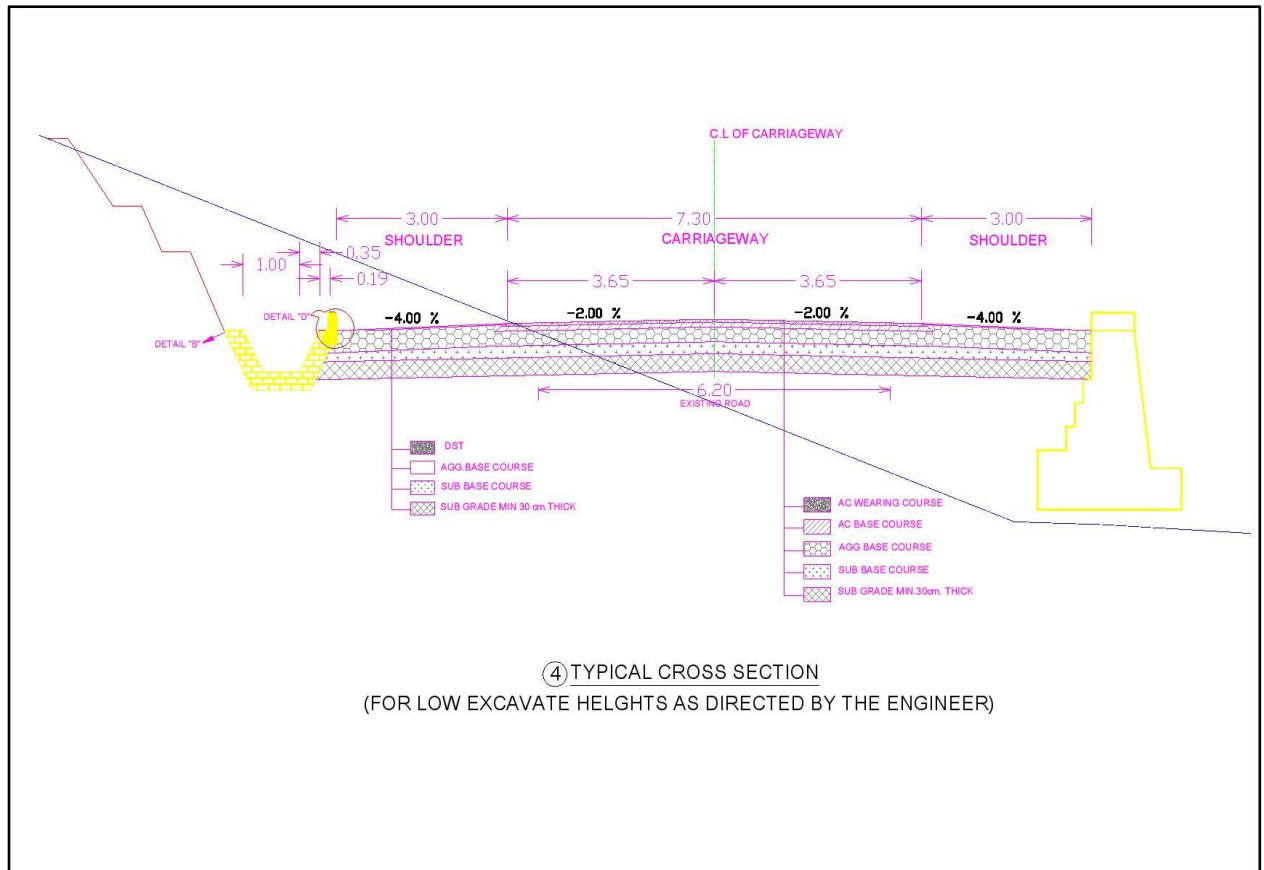 C.L OF CARRIAGEWAY
3.00
7.30
3.00
SHOULDER
CARRIAGEWAY
SHOULDER
0.35
1.00
0.19
3.65
3.65
DETAIL "D"
-4.00 %
-2.00 %
-2.00 %
-4.00 %
DETAIL "B"
6.20
EXISTING ROAD
DST
AGG.BASE COURSE
SUB BASE COURSE
SUB GRADE MIN 30 cm.THICK
AC WEARING COURSE
AC BASE COURSE
AGG BASE COURSE
SUB BASE COURSE
SUB GRADE MIN.30cm. THICK
4 TYPICAL CROSS SECTION
(FOR LOW EXCAVATE HELGHTS AS DIRECTED BY THE ENGINEER)